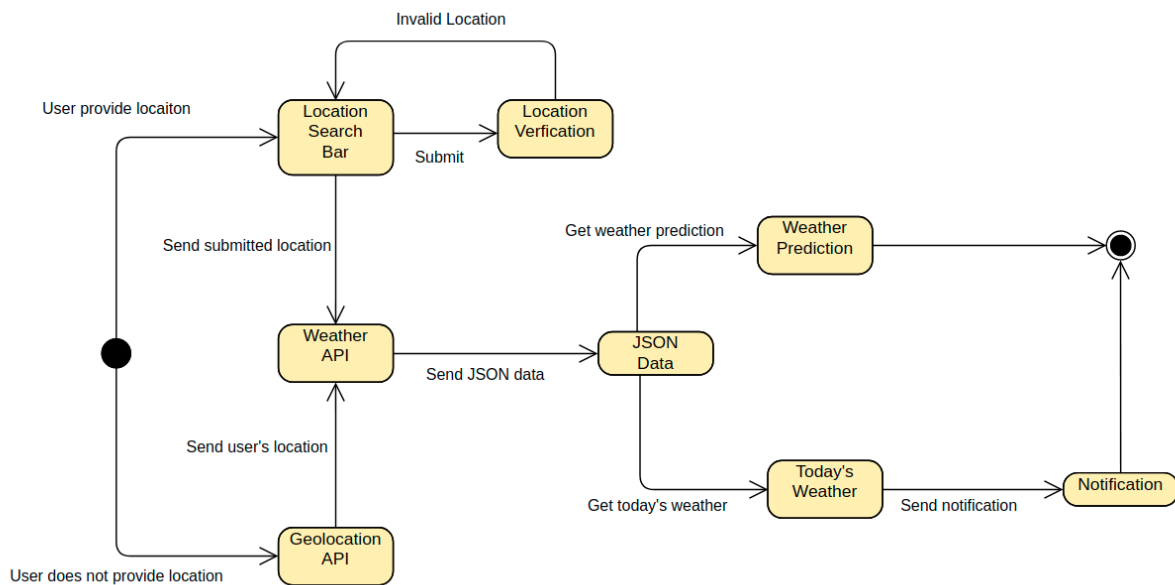 Invalid Location
User provide locaiton
Location
Search
Bar
Location
Verfication
Submit
Send submitted location
Get weather prediction
Weather
Prediction
Weather
API
Send JSON data
JSON
Data
Send user's location
Today's
Weather
Get today's weather
Send notification
Notification
Geolocation
API
User does not provide location